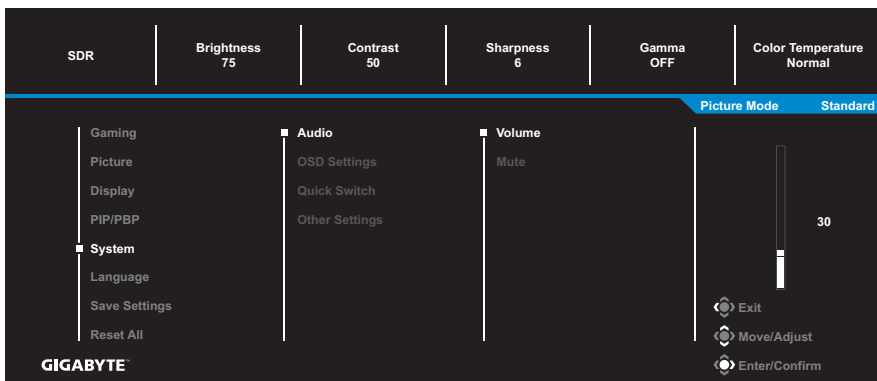 SDR
Brightness
75
Contrast
50
Sharpness
6
Gamma
OFF
Color Temperature
Normal
Picture Mode Standard
Gaming
Picture
Display
PIP/PBP
System
Language
Save Settings
Reset All
Audio
OSD Settings
Quick Switch
Other Settings
Volume
Mute
30
Exit
Move/Adjust
Enter/Confirm
GIGABYTE™